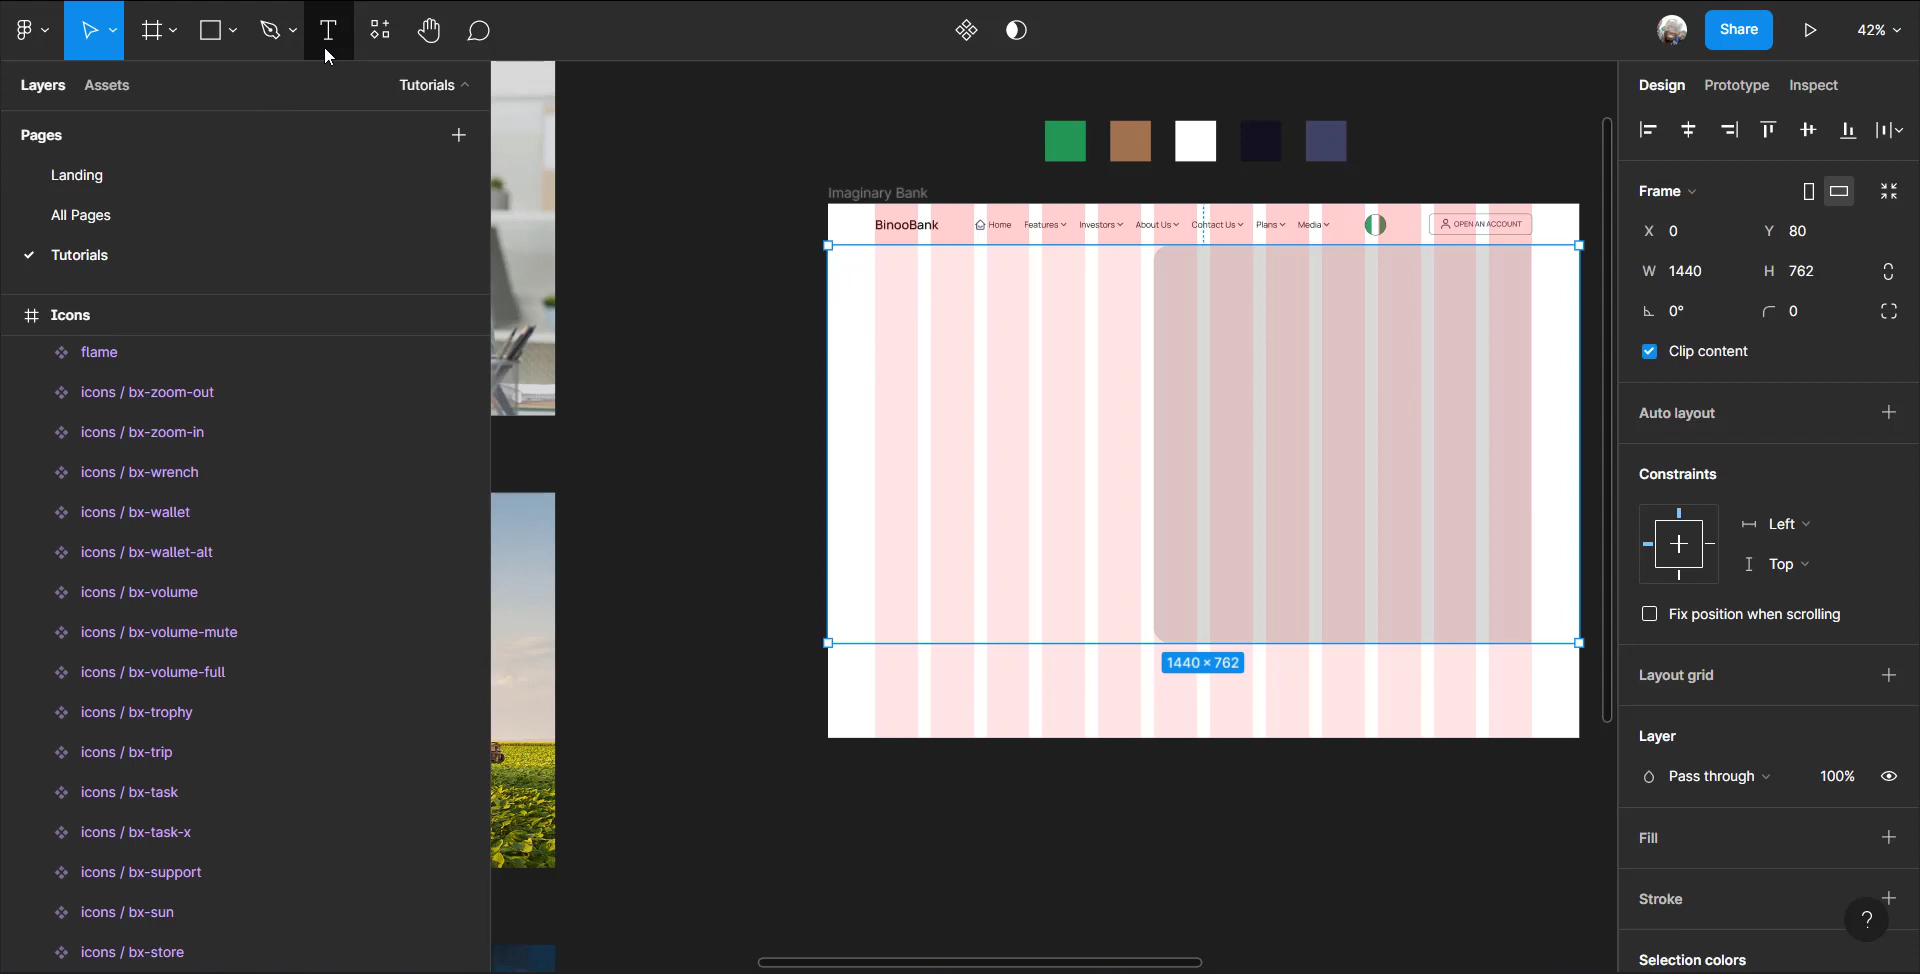 Share
42%
Layers
Assets
Tutorials
Design
Prototype
Inspect
Pages
Landing
All Pages
Tutorials
Icons
flame
icons / bx-zoom-out
icons / bx-zoom-in
icons / bx-wrench
icons / bx-wallet
icons / bx-wallet-alt
icons / bx-volume
icons / bx-volume-mute
icons / bx-volume-full
icons / bx-trophy
icons / bx-trip
icons / bx-task
icons / bx-task-x
icons / bx-support
icons / bx-sun
icons / bx-store
Imaginary Bank
BinooBank
Home
Features
Investors
About Us
Contact Us
Plans
Media
OPEN AN ACCOUNT
1440 × 762
Frame
X 0
Y 80
W 1440
H 762
0°
0
Clip content
Auto layout
Constraints
Left
Top
Fix position when scrolling
Layout grid
Layer
Pass through
100%
Fill
Stroke
?
Selection colors